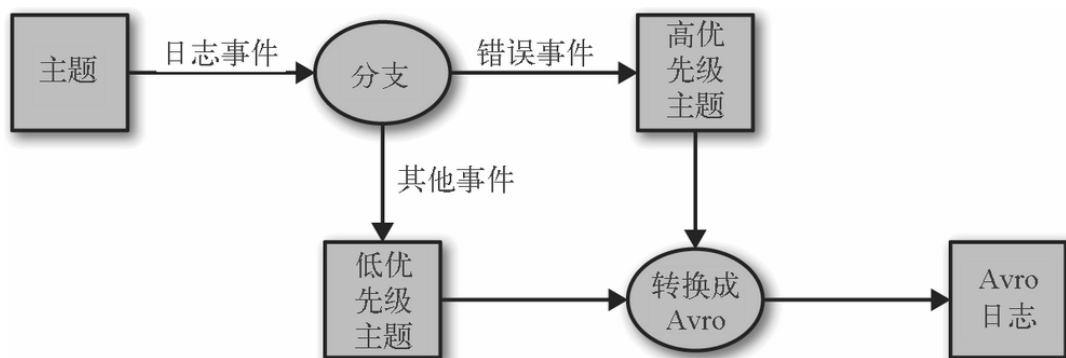 主题
日志事件
分支
错误事件
高优
先级
主题
其他事件
低优
先级
主题
转换成
Avro
Avro
日志